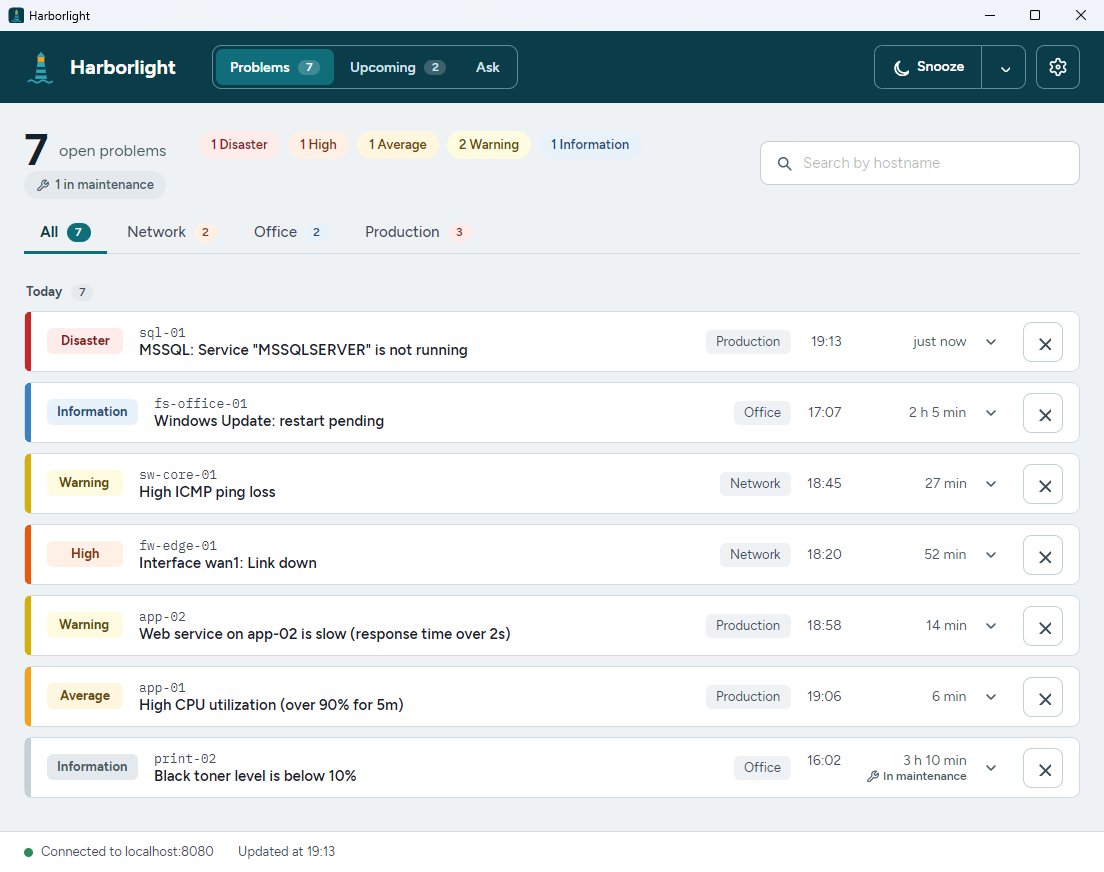 Harborlight
Harborlight
Problems 7
Upcoming 2
Ask
Snooze
7 open problems
1 Disaster
1 High
1 Average
2 Warning
1 Information
1 in maintenance
Search by hostname
All 7
Network 2
Office 2
Production 3
Today 7
Disaster
sql-01
MSSQL: Service "MSSQLSERVER" is not running
Production 19:13 just now
Information
fs-office-01
Windows Update: restart pending
Office 17:07 2 h 5 min
Warning
sw-core-01
High ICMP ping loss
Network 18:45 27 min
High
fw-edge-01
Interface wan1: Link down
Network 18:20 52 min
Warning
app-02
Web service on app-02 is slow (response time over 2s)
Production 18:58 14 min
Average
app-01
High CPU utilization (over 90% for 5m)
Production 19:06 6 min
Information
print-02
Black toner level is below 10%
Office 16:02 3 h 10 min
In maintenance
Connected to localhost:8080
Updated at 19:13